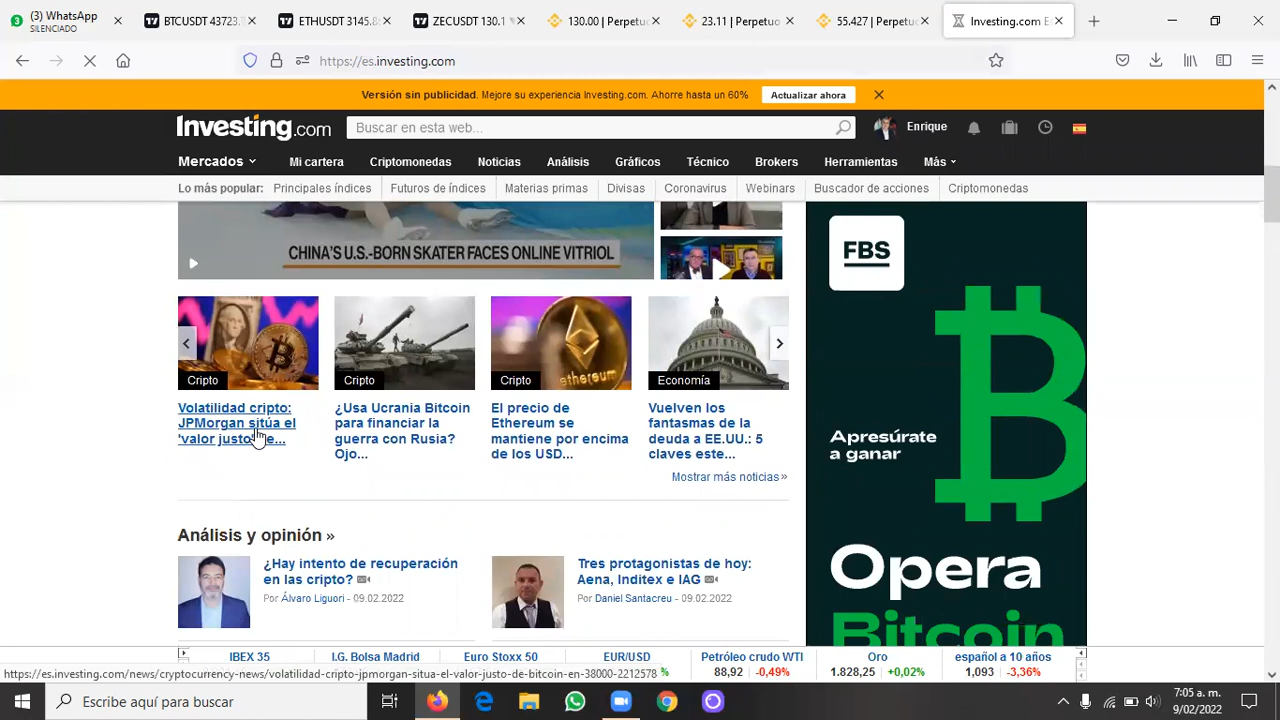 (3) WhatsApp
SILENCIADO
BTCUSDT 43723.
ETHUSDT 3145.8
ZECUSDT 130.1
130.00 | Perpetuo
23.11 | Perpetuo
55.427 | Perpetuo
Investing.com E
https://es.investing.com
Versión sin publicidad. Mejore su experiencia Investing.com. Ahorre hasta un 60% Actualizar ahora
Investing.com
Buscar en esta web...
Enrique
Mercados Mi cartera Criptomonedas Noticias Análisis Gráficos Técnico Brokers Herramientas Más
Lo más popular: Principales índices Futuros de índices Materias primas Divisas Coronavirus Webinars Buscador de acciones Criptomonedas
CHINA'S U.S.-BORN SKATER FACES ONLINE VITRIOL
Cripto
Volatilidad cripto:
JPMorgan sitúa el
'valor justo'
Cripto
¿Usa Ucrania Bitcoin
para financiar la
guerra con Rusia?
Ojo...
Cripto
ethereum
El precio de
Ethereum se
mantiene por encima
de los USD...
Economía
Vuelven los
fantasmas de la
deuda a EE.UU.: 5
claves este...
Mostrar más noticias»
Análisis y opinión »
¿Hay intento de recuperación
en las cripto?
Por Álvaro Liguori - 09.02.2022
Tres protagonistas de hoy:
Aena, Inditex e IAG
Por Daniel Santacreu - 09.02.2022
FBS
Apresúrate
a ganar
Opera
Bitcoin
IBEX 35 I.G. Bolsa Madrid Euro Stoxx 50 EUR/USD Petróleo crudo WTI Oro español a 10 años
https://es.investing.com/news/cryptocurrency-news/volatilidad-cripto-jpmorgan-situa-el-valor-justo-de-bitcoin-en-38000-2212578 % 88,92 -0,49% 1.828,25 +0,02% 1,093 -3,36%
Escribe aquí para buscar
7:05 a. m.
9/02/2022